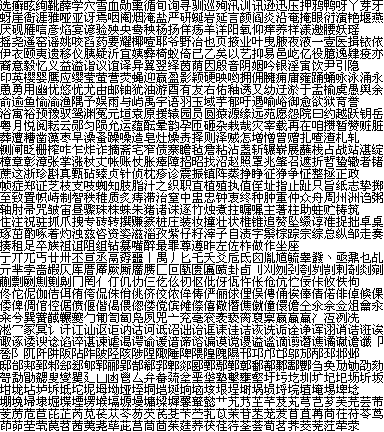 选癣眩绚靴薛学穴雪血勋熏循旬询寻驯巡殉汛训讯逊迅压押鸦鸭呀丫芽牙
蚜崖衙涯雅哑亚讶焉咽阉烟淹盐严研蜒岩延言颜阎炎沿奄掩眼衍演艳堰燕
厌砚雁唁彦焰宴谚验殃央鸯秧杨扬佯疡羊洋阳氧仰痒养样漾邀腰妖瑶
摇尧遥窑谣姚咬舀药要耀椰噎耶爷野冶也页掖业叶曳腋夜液一壹医揖铱依
伊衣颐夷遗移仪胰疑沂宜姨彝椅蚁倚已乙矣以艺抑易邑屹亿役臆逸肄疫亦
裔意毅忆义益溢诣议谊译异翼翌绎茵荫因殷音阴姻吟银淫寅饮尹引隐
印英樱婴鹰应缨莹萤营荧蝇迎赢盈影颖硬映哟拥佣臃痈庸雍踊蛹咏泳涌永
恿勇用幽优悠忧尤由邮铀犹油游酉有友右佑釉诱又幼迂淤于盂榆虞愚舆余
俞逾鱼愉渝渔隅予娱雨与屿禹宇语羽玉域芋郁吁遇喻峪御愈欲狱育誉
浴寓裕预豫驭鸳渊冤元垣袁原援辕园员圆猿源缘远苑愿怨院曰约越跃钥岳
粤月悦阅耘云郧匀陨允运蕴酝晕韵孕匝砸杂栽哉灾宰载再在咱攒暂赞赃脏
葬遭糟凿藻枣早澡蚤躁噪造皂灶燥责择则泽贼怎增憎曾赠扎喳渣札轧
铡闸眨栅榨咋乍炸诈摘斋宅窄债寨瞻毡詹粘沾盏斩辗崭展蘸栈占战站湛绽
樟章彰漳张掌涨杖丈帐账仗胀瘴障招昭找沼赵照罩兆肇召遮折哲蛰辙者锗
蔗这浙珍斟真甄砧臻贞针侦枕疹诊震振镇阵蒸挣睁征狰争怔整拯正政
帧症郑证芝枝支吱蜘知肢脂汁之织职直植殖执值侄址指止趾只旨纸志挚掷
至致置帜峙制智秩稚质炙痔滞治窒中盅忠钟衷终种肿重仲众舟周州洲诌粥
轴肘帚咒皱宙昼骤珠株蛛朱猪诸诛逐竹烛煮拄瞩嘱主著柱助蛀贮铸筑
住注祝驻抓爪拽专砖转撰赚篆桩庄装妆撞壮状椎锥追赘坠缀谆准捉拙卓桌
琢茁酌啄着灼浊兹咨资姿滋淄孜紫仔籽滓子自渍字鬃棕踪宗综总纵邹走奏
揍租足卒族祖诅阻组钻纂嘴醉最罪尊遵昨左佐柞做作坐座
亍丌兀丐廿卅丕亘丞鬲孬噩丨禺丿匕乇夭爻卮氐囟胤馗毓睾鼗丶亟鼐乜乩
亓芈孛啬嘏仄厍厝厣厥厮靥赝匚叵匦匮匾赜卦卣刂刈刎刭刳刿剀剌剞剡剜
蒯剽劂劁劐劓冂罔亻仃仉仂仨仡仫仞伛仳伢佤仵伥伧伉伫佞佧攸佚佝
佟佗伲伽佶佴侑侉侃侏佾佻侪佼侬侔俦俨俪俅俚俣俜俑俟俸倩偌俳倬倏倮
倭俾倜倌倥倨偾偃偕偈偎偬偻傥傧傩傺僖儆僭僬僦僮儇儋仝氽佘佥俎龠汆
籴兮巽黉馘冁夔勹匍訇匐凫夙兕亠兖亳衮袤亵脔裒禀嬴蠃羸冫冱冽冼
凇冖冢冥讠讦讧讪讴讵讷诂诃诋诏诎诒诓诔诖诘诙诜诟诠诤诨诩诮诰诳诶
诹诼诿谀谂谄谇谌谏谑谒谔谕谖谙谛谘谝谟谠谡谥谧谪谫谮谯谲谳谵谶卩
卺阝阢阡阱阪阽阼陂陉陔陟陧陬陲陴隈隍隗隰邗邛邝邙邬邡邴邳邶邺
邸邰郏郅邾郐郄郇郓郦郢郜郗郛郫郯郾鄄鄢鄞鄣鄱鄯鄹酃酆刍奂劢劬劭劾
哿勐勖勰叟燮矍廴凵凼鬯厶弁畚巯坌垩垡塾墼壅壑圩圬圪圳圹圮圯坜圻坂
坩垅坫垆坼坻坨坭坶坳垭垤垌垲埏垧垴垓垠埕埘埚埙埒垸埴埯埸埤埝
堋堍埽埭堀堞堙塄堠塥塬墁墉墚墀馨鼙懿艹艽艿芏芊芨芄芎芑芗芙芫芸芾
芰苈苊苣芘芷芮苋苌苁芩芴芡芪芟苄苎芤苡茉苷苤茏茇苜苴苒苘茌苻苓茑
茚茆茔茕苠苕茜荑荛荜茈莒茼茴茱莛荞茯荏荇荃荟荀茗荠茭茺茳荦荥